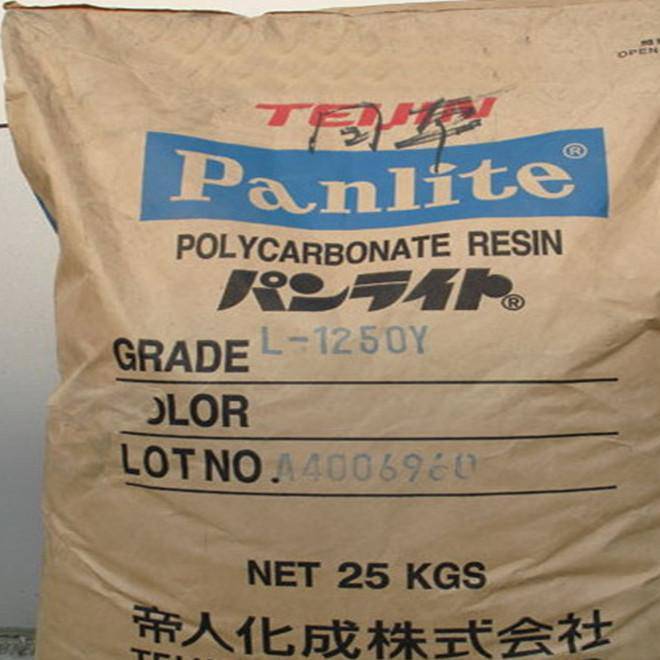 OPEN
TEIJIN
Panlite®
POLYCARBONATE RESIN
パンライト®
GRADE L-1250Y
OLOR
LOT NO. A4006960
NET 25 KGS
帝人化成株式会社